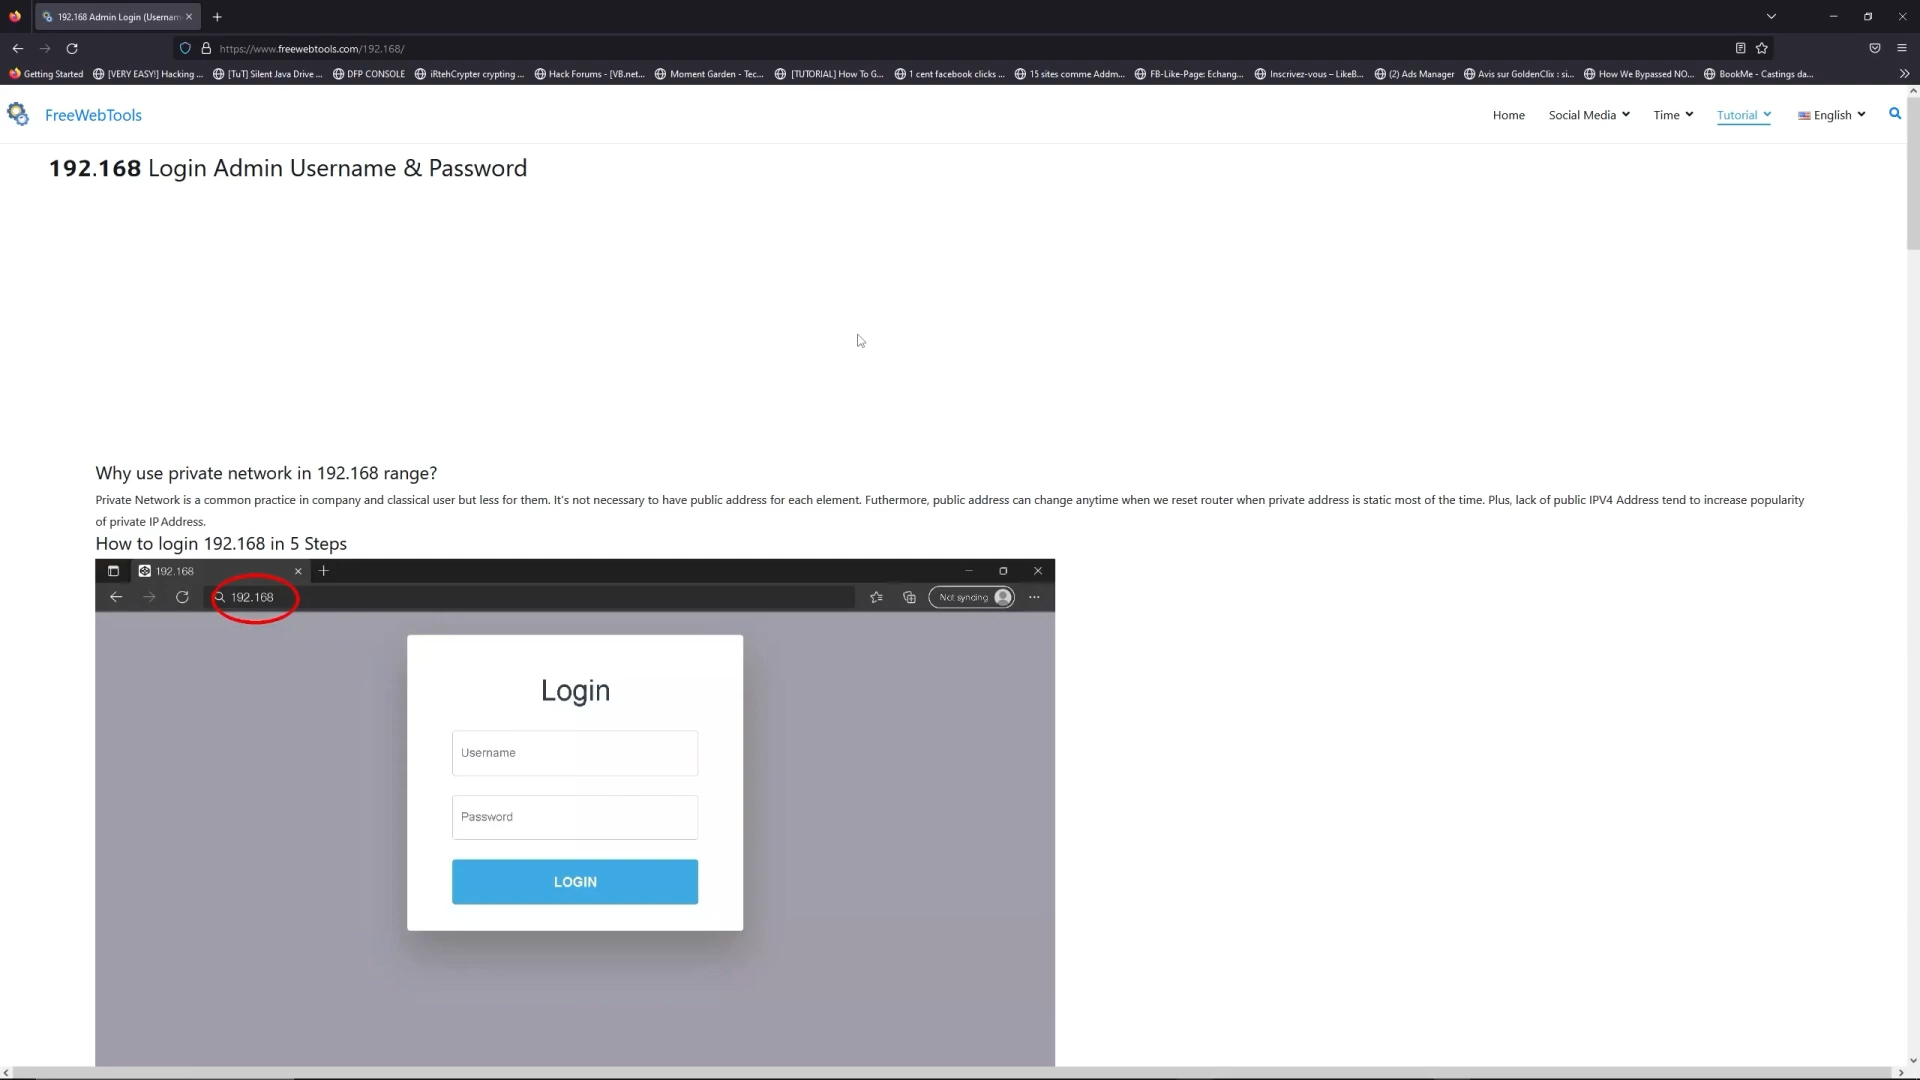 192.168 Admin Login (Usernam
https://www.freewebtools.com/192.168/
Getting Started
[VERY EASY!] Hacking ...
[TuT] Silent Java Drive ...
DFP CONSOLE
iRtehCrypter crypting ...
Hack Forums - [VB.net...
Moment Garden - Tec...
[TUTORIAL] How To G...
1 cent facebook clicks ...
15 sites comme Addm...
FB-Like-Page: Echang...
Inscrivez-vous – LikeB...
(2) Ads Manager
Avis sur GoldenClix : si...
How We Bypassed NO...
BookMe - Castings da...
FreeWebTools
Home
Social Media
Time
Tutorial
English
192.168 Login Admin Username & Password
Why use private network in 192.168 range?
Private Network is a common practice in company and classical user but less for them. It's not necessary to have public address for each element. Futhermore, public address can change anytime when we reset router when private address is static most of the time. Plus, lack of public IPV4 Address tend to increase popularity
of private IP Address.
How to login 192.168 in 5 Steps
192.168
192.168
Not syncing
Login
Username
Password
LOGIN